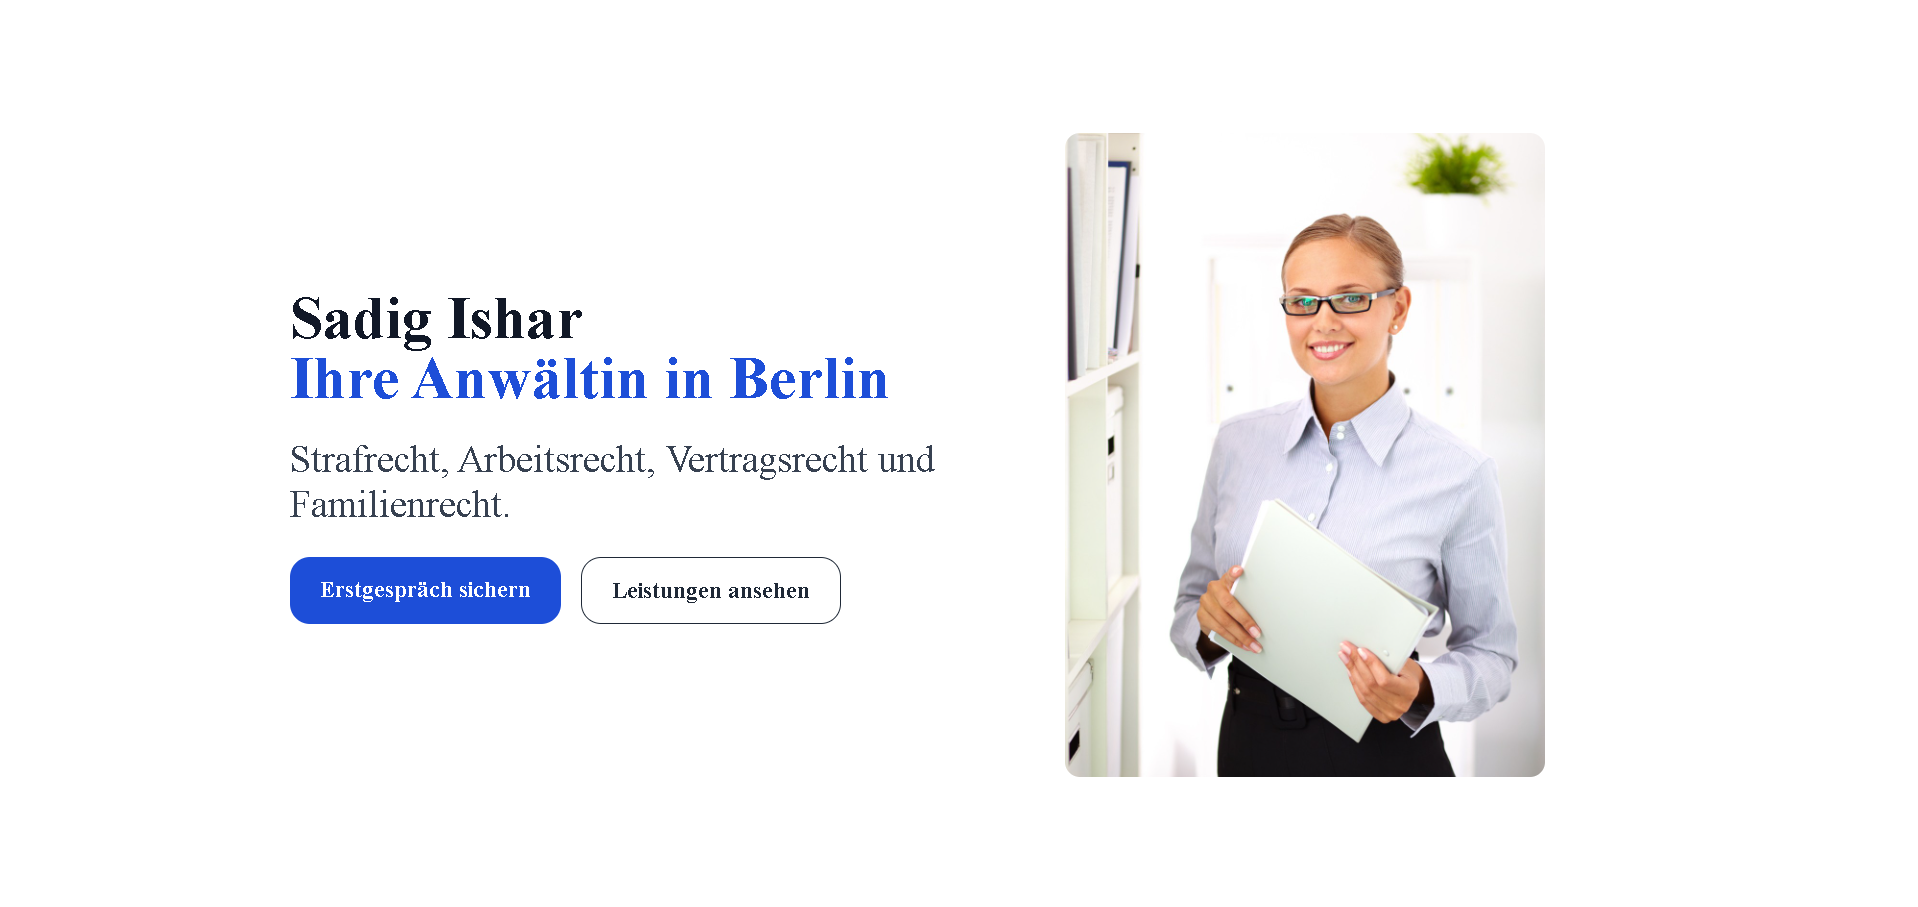 Sadig Ishar
Ihre Anwältin in Berlin
Strafrecht, Arbeitsrecht, Vertragsrecht und
Familienrecht.
Erstgespräch sichern
Leistungen ansehen